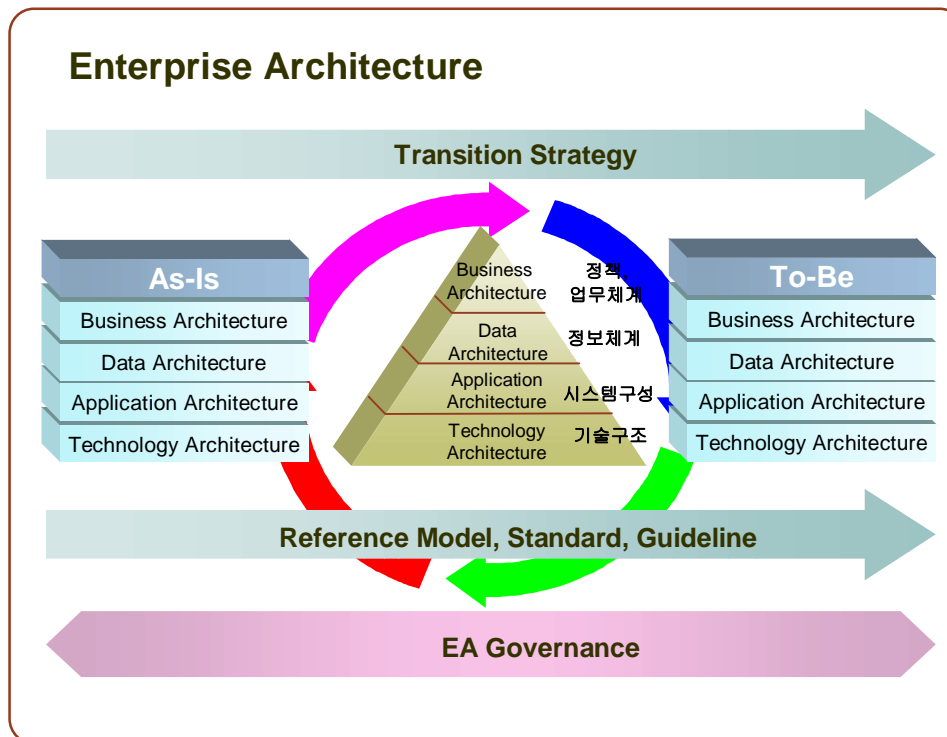 Enterprise Architecture
Transition Strategy
As-Is
Business Architecture
Data Architecture
Application Architecture
Technology Architecture
Business
Architecture
Data
Architecture
Application
Architecture
Technology
Architecture
정책,
업무체계
정보체계
시스템구성
기술구조
To-Be
Business Architecture
Data Architecture
Application Architecture
Technology Architecture
Reference Model, Standard, Guideline
EA Governance